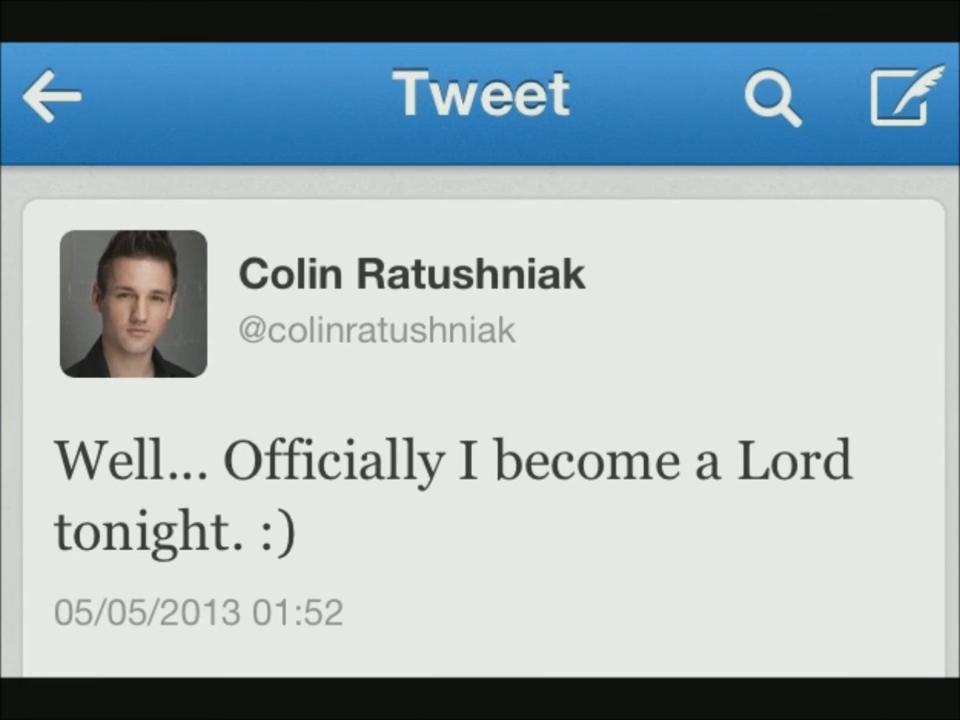 Tweet
Colin Ratushniak
@colinratushniak
Well... Officially I become a Lord
tonight. :)
05/05/2013 01:52